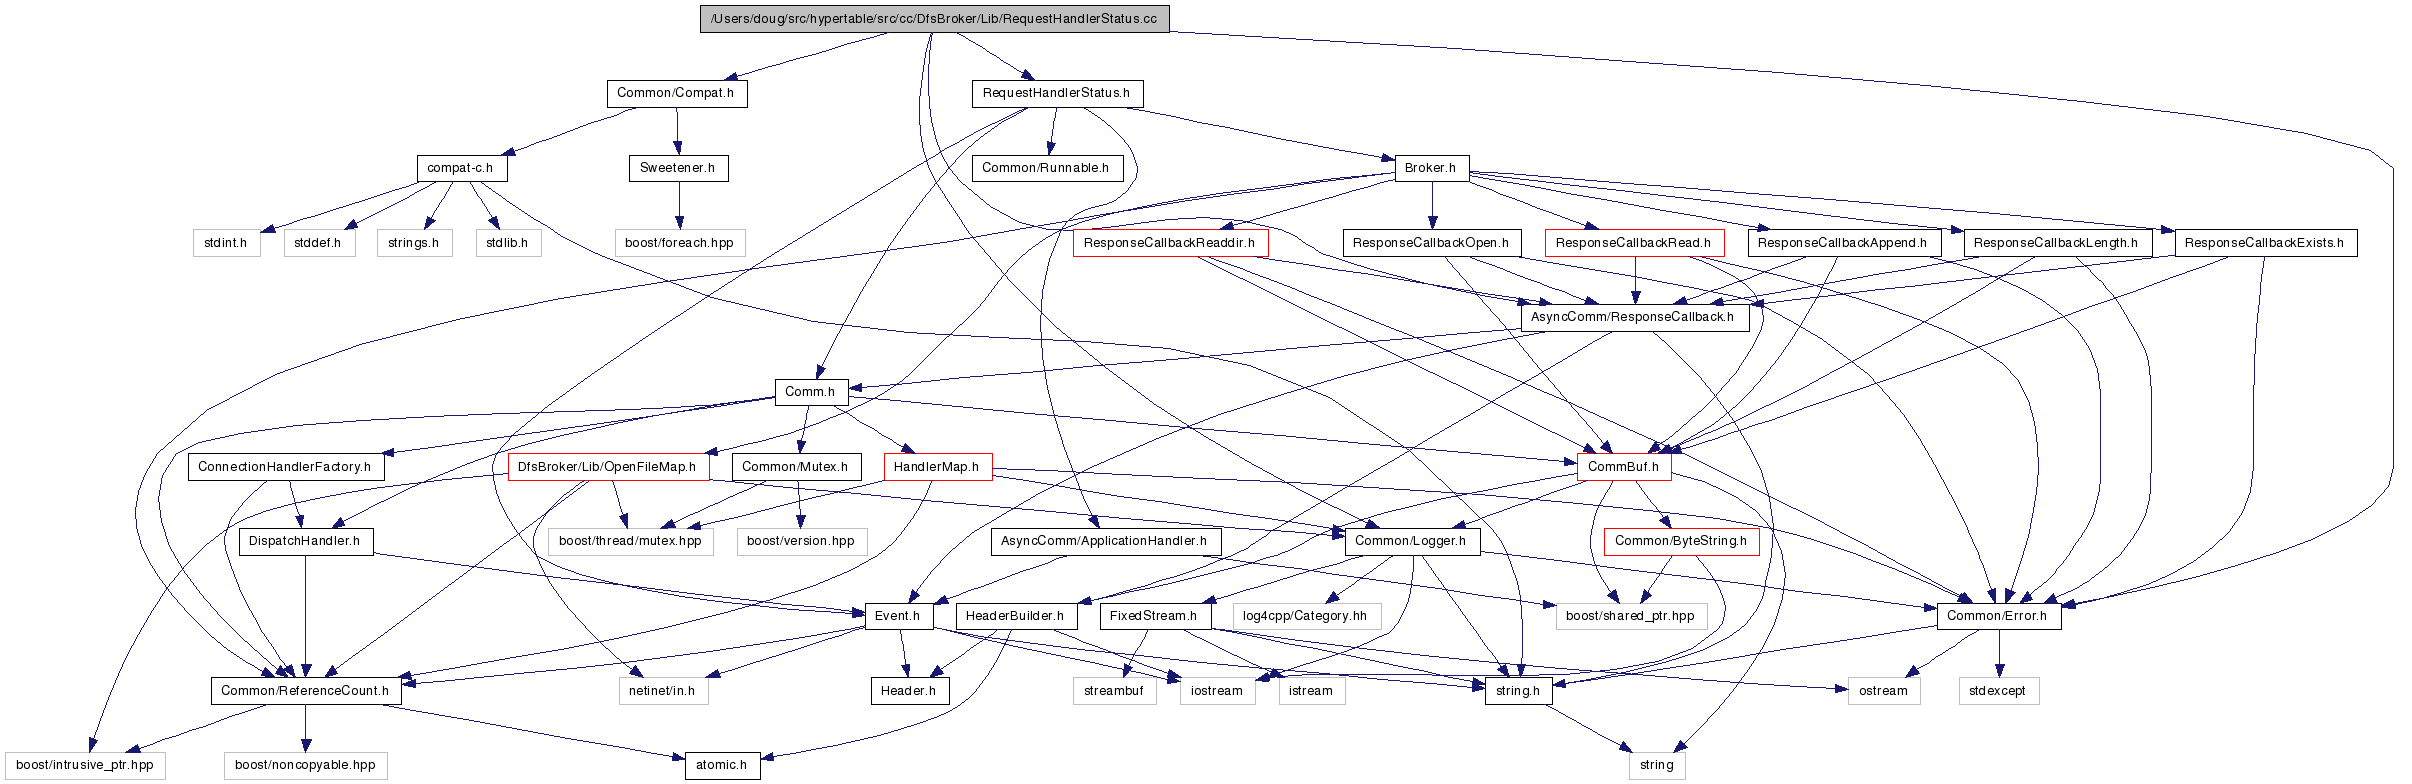 /Users/doug/src/hypertable/src/cc/DfsBroker/Lib/RequestHandlerStatus.cc
Common/Compat.h
RequestHandlerStatus.h
compat-c.h
Sweetener.h
Common/Runnable.h
Broker.h
stdint.h
stddef.h
strings.h
stdlib.h
boost/foreach.hpp
ResponseCallbackReaddir.h
ResponseCallbackOpen.h
ResponseCallbackRead.h
ResponseCallbackAppend.h
ResponseCallbackLength.h
ResponseCallbackExists.h
AsyncComm/ResponseCallback.h
Comm.h
ConnectionHandlerFactory.h
DfsBroker/Lib/OpenFileMap.h
Common/Mutex.h
HandlerMap.h
CommBuf.h
DispatchHandler.h
boost/thread/mutex.hpp
boost/version.hpp
AsyncComm/ApplicationHandler.h
Common/Logger.h
Common/ByteString.h
Event.h
HeaderBuilder.h
FixedStream.h
log4cpp/Category.hh
boost/shared_ptr.hpp
Common/Error.h
Common/ReferenceCount.h
netinet/in.h
Header.h
streambuf
iostream
istream
string.h
ostream
stdexcept
boost/intrusive_ptr.hpp
boost/noncopyable.hpp
atomic.h
string